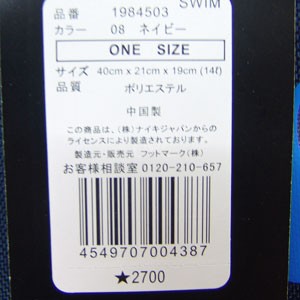 SWIM
品番 1984503
カラー 08 ネイビー
ONE SIZE
サイズ 40cm x 21cm x 19cm (14ℓ)
品質 ポリエステル
中国製
この商品は、(株)ナイキジャパンからの
ライセンスにより製造されております。
製造元・販売元 フットマーク(株)
お客様相談室 0120-210-657
4549707004387
★2700